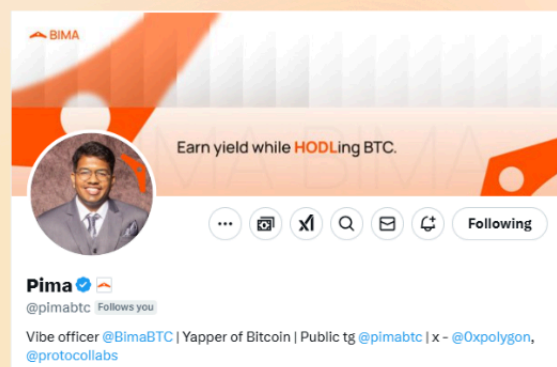 BIMA
Earn yield while HODLing BTC.
Following
Pima
@pimabtc Follows you
Vibe officer @BimaBTC | Yapper of Bitcoin | Public tg @pimabtc | x - @0xpolygon,
@protocollabs